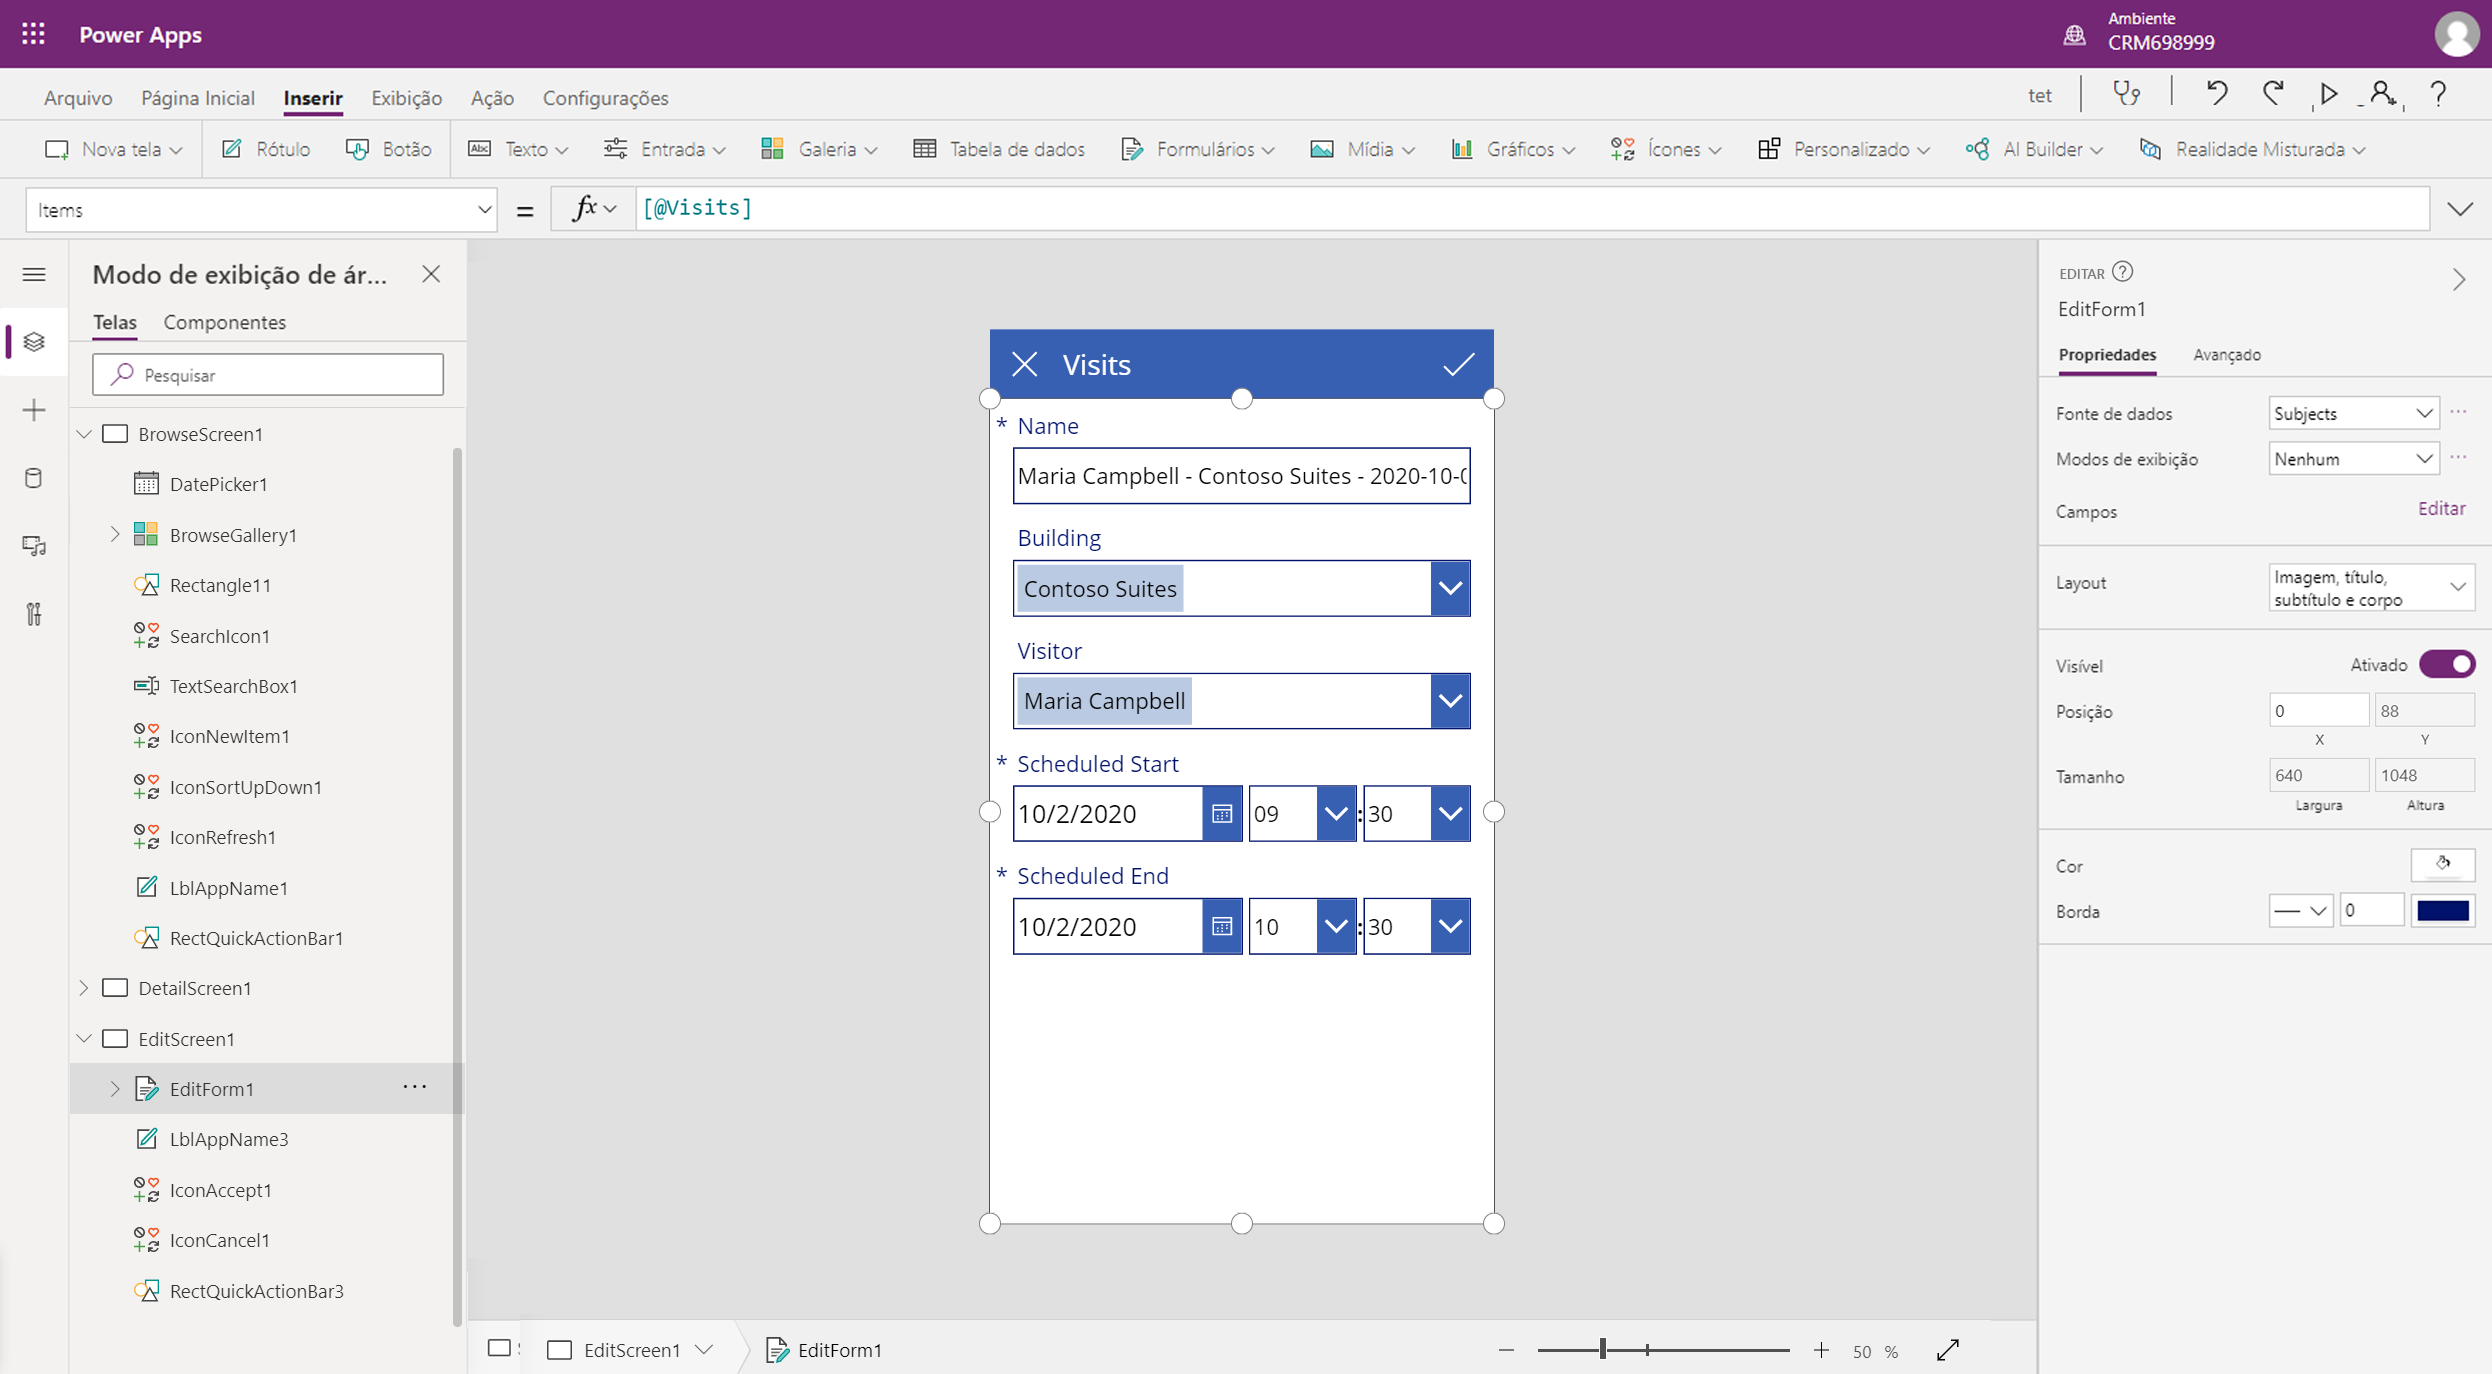 Power Apps
Ambiente
CRM698999
Arquivo
Página Inicial
Inserir
Exibição
Ação
Configurações
tet
Nova tela
Rótulo
Botão
Texto
Entrada
Galeria
Tabela de dados
Formulários
Mídia
Gráficos
Ícones
Personalizado
AI Builder
Realidade Misturada
Items
=
fx
[@Visits]
Modo de exibição de ár...
Telas
Componentes
Pesquisar
BrowseScreen1
DatePicker1
BrowseGallery1
Rectangle11
SearchIcon1
TextSearchBox1
IconNewItem1
IconSortUpDown1
IconRefresh1
LblAppName1
RectQuickActionBar1
DetailScreen1
EditScreen1
EditForm1
LblAppName3
IconAccept1
IconCancel1
RectQuickActionBar3
Visits
* Name
Maria Campbell - Contoso Suites - 2020-10-0
Building
Contoso Suites
Visitor
Maria Campbell
* Scheduled Start
10/2/2020 09 : 30
* Scheduled End
10/2/2020 10 : 30
EditScreen1
EditForm1
50 %
EDITAR
EditForm1
Propriedades
Avançado
Fonte de dados
Subjects
Modos de exibição
Nenhum
Campos
Editar
Layout
Imagem, título,
subtítulo e corpo
Visível
Ativado
Posição
0
88
X
Y
Tamanho
640
1048
Largura
Altura
Cor
Borda
0